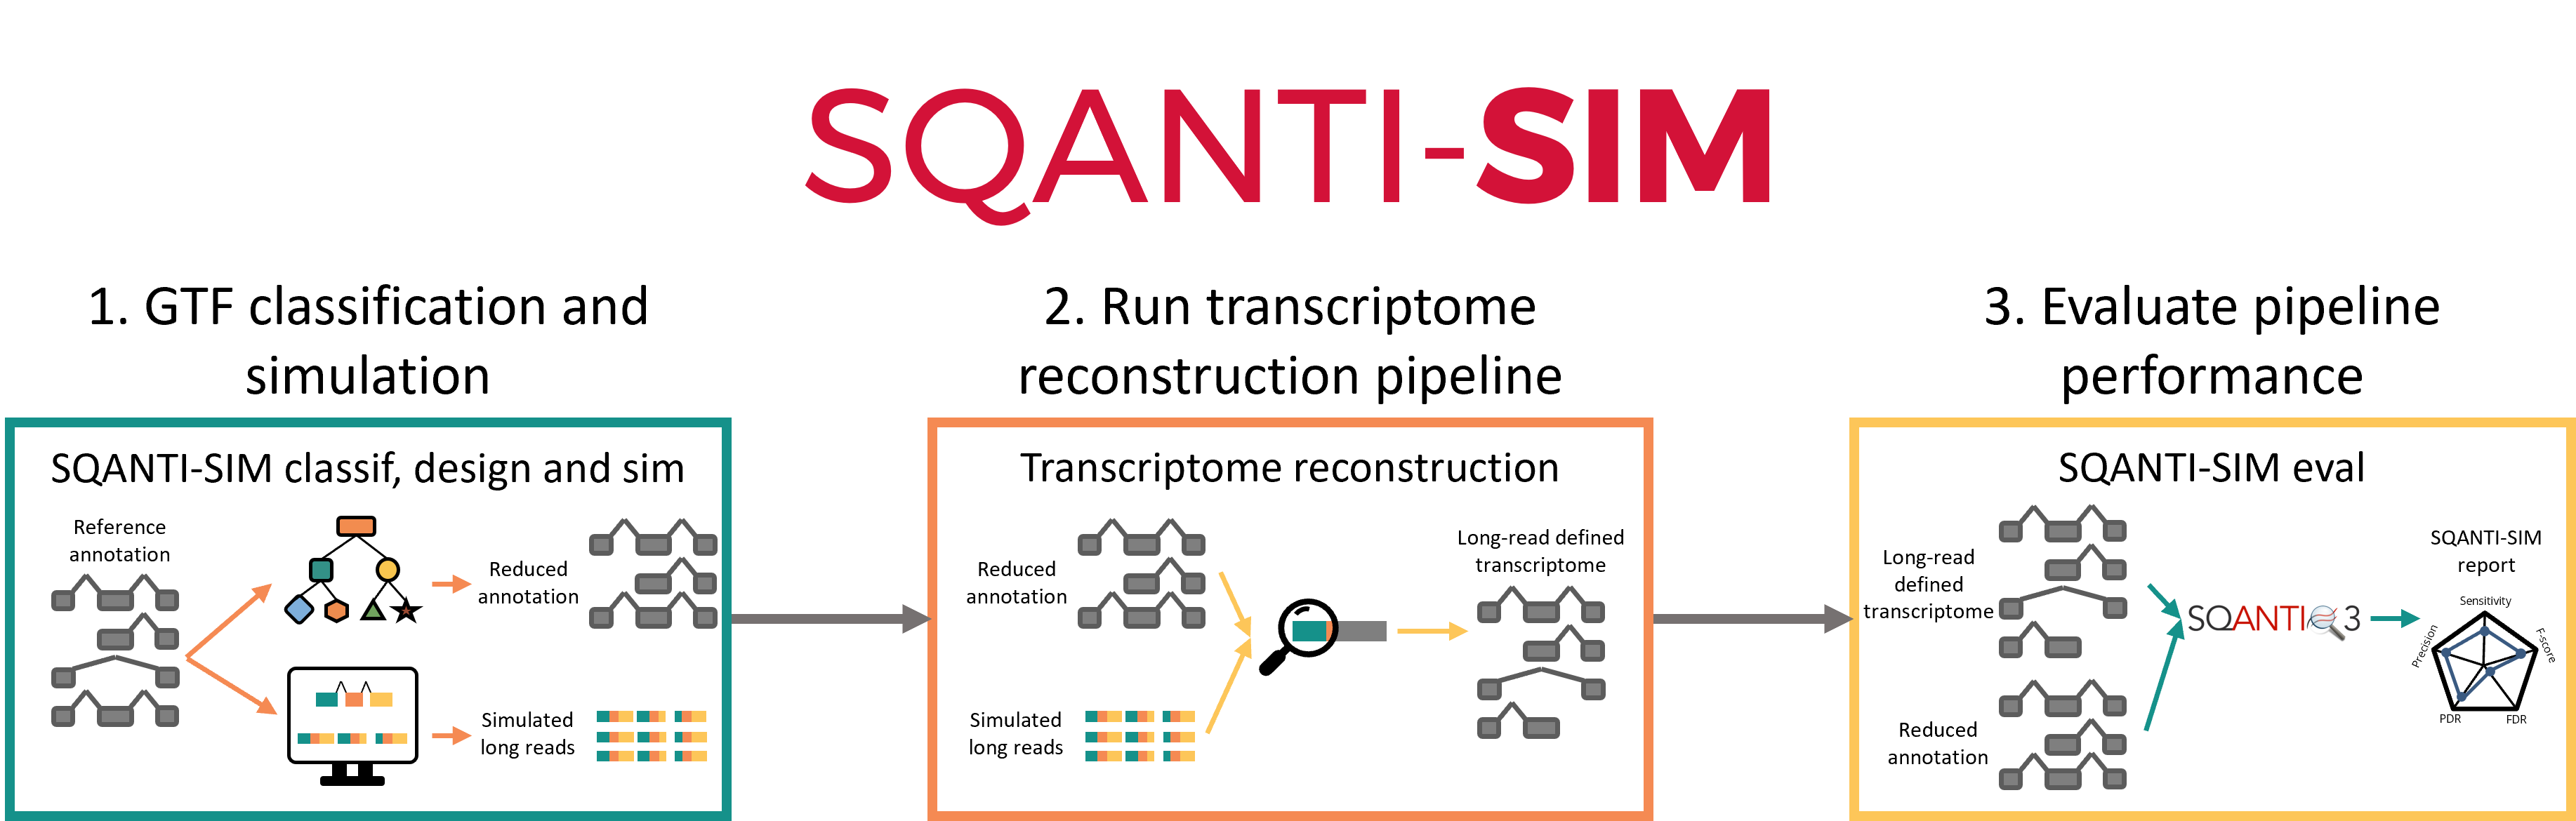 SQANTI-SIM
1. GTF classification and
simulation
SQANTI-SIM classif, design and sim
Reference
annotation
Reduced
annotation
Simulated
long reads
2. Run transcriptome
reconstruction pipeline
Transcriptome reconstruction
Reduced
annotation
Simulated
long reads
Long-read defined
transcriptome
3. Evaluate pipeline
performance
SQANTI-SIM eval
Long-read
defined
transcriptome
Reduced
annotation
SQANTI 3
SQANTI-SIM
report
Sensitivity
Precision
F-score
PDR
FDR